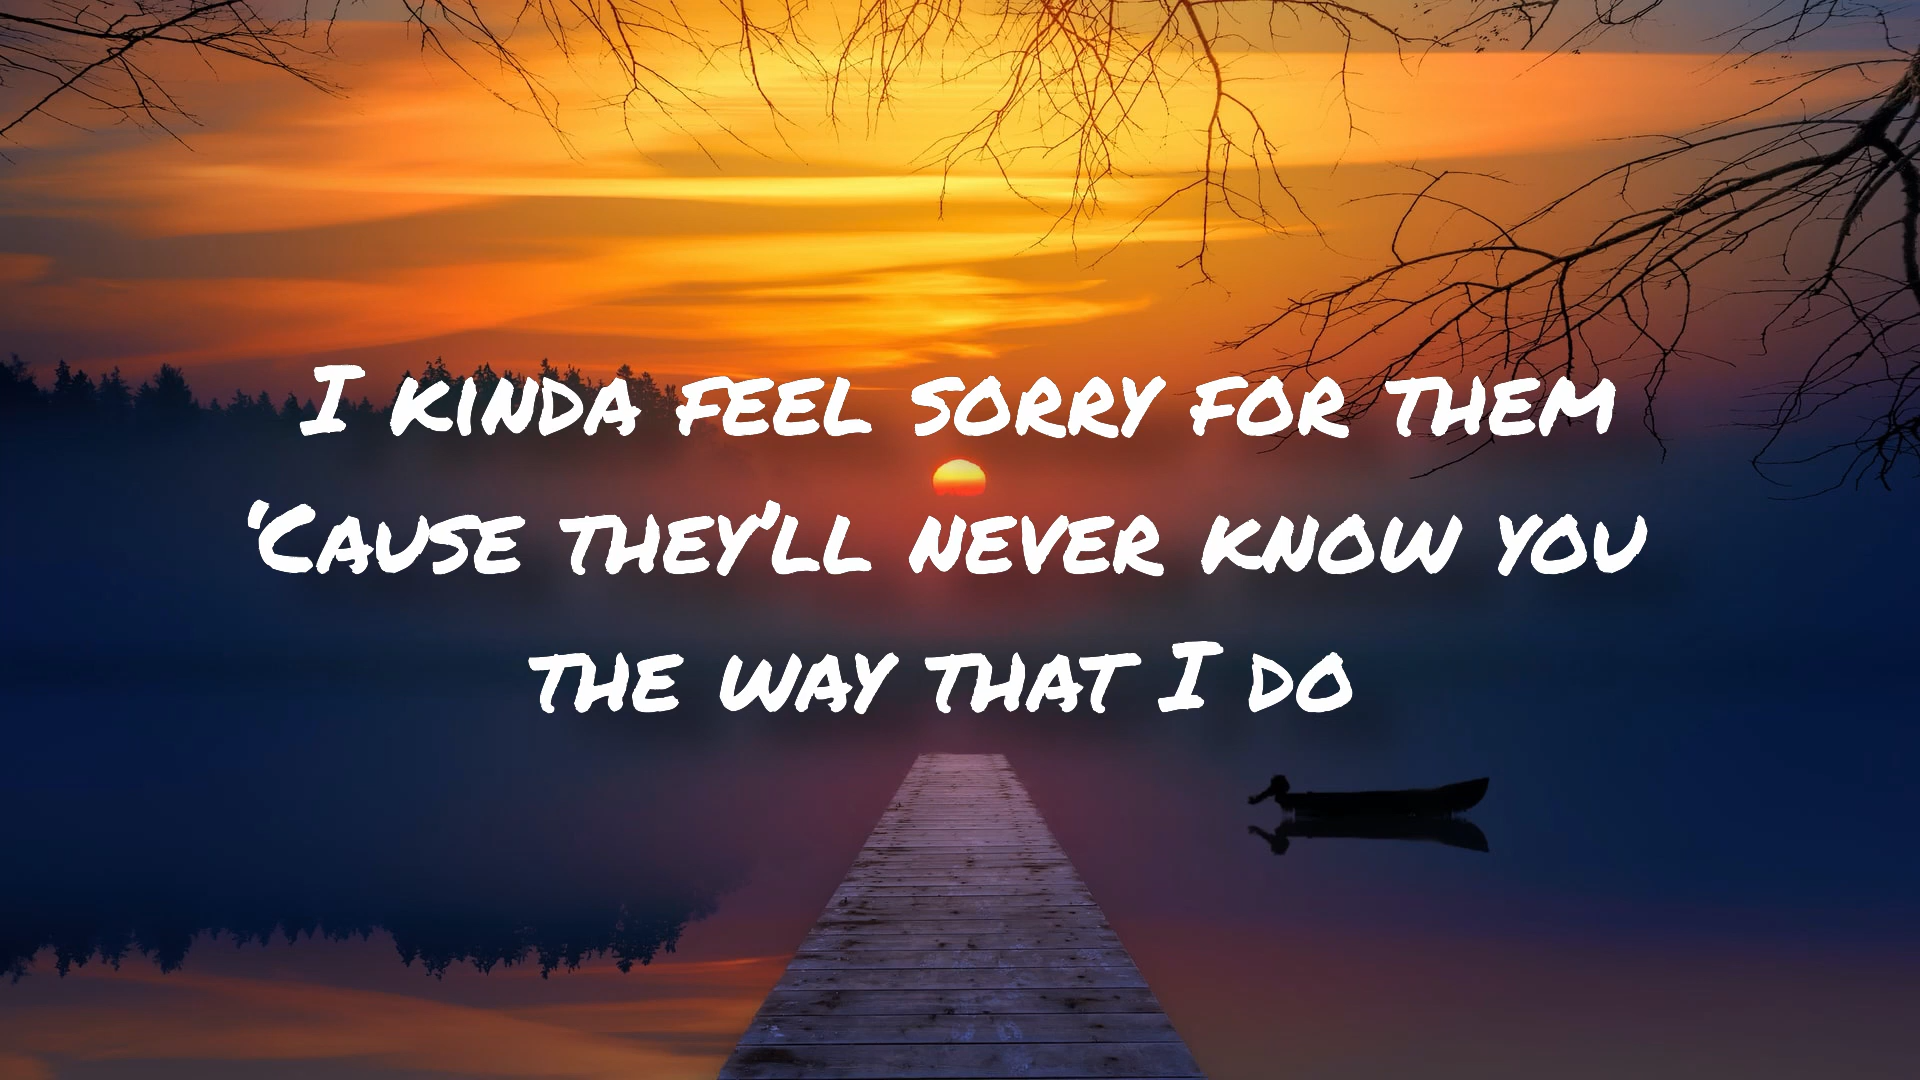 I kinda feel sorry for them
‘Cause they’ll never know you
the way that I do